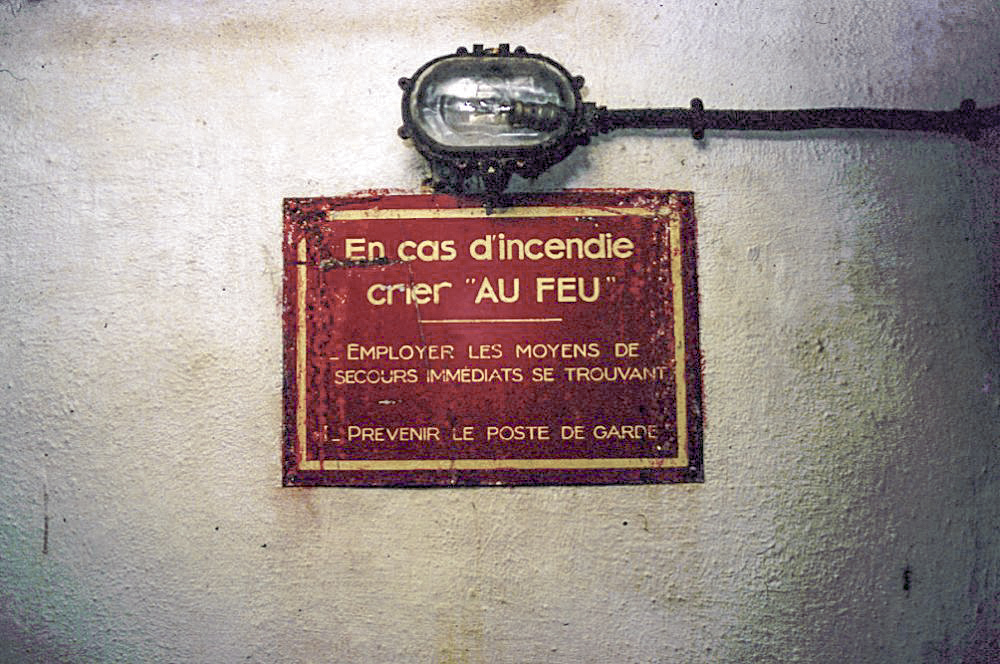 En cas d'incendie
crier "AU FEU"
_ EMPLOYER LES MOYENS DE
SECOURS IMMÉDIATS SE TROUVANT
_ PREVENIR LE POSTE DE GARDE